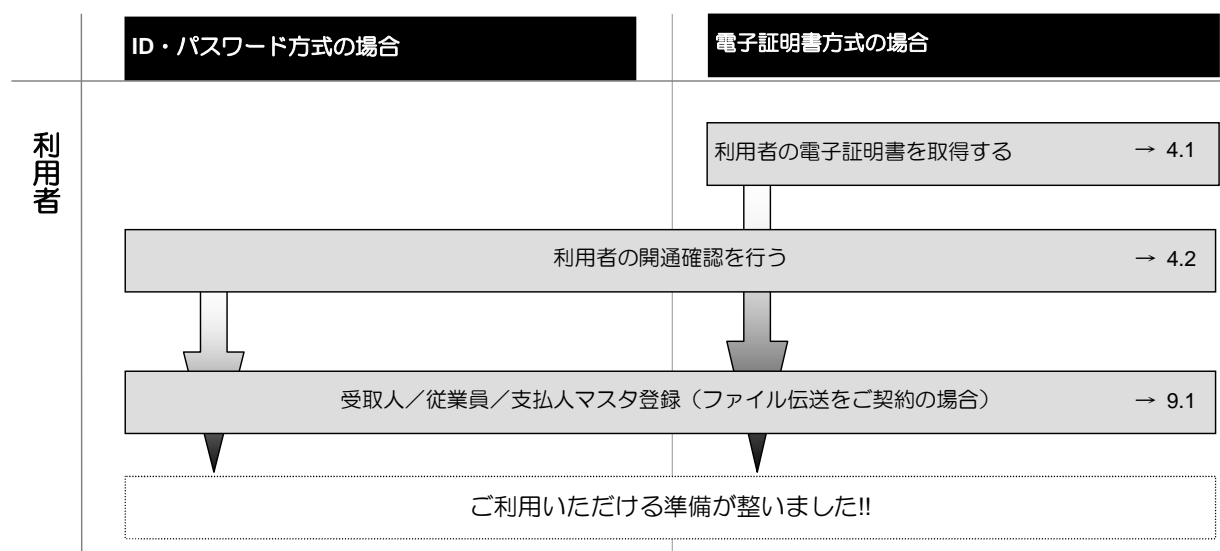 ID・パスワード方式の場合
電子証明書方式の場合
利用者
利用者の電子証明書を取得する → 4.1
利用者の開通確認を行う → 4.2
受取人／従業員／支払人マスタ登録（ファイル伝送をご契約の場合） → 9.1
ご利用いただける準備が整いました!!